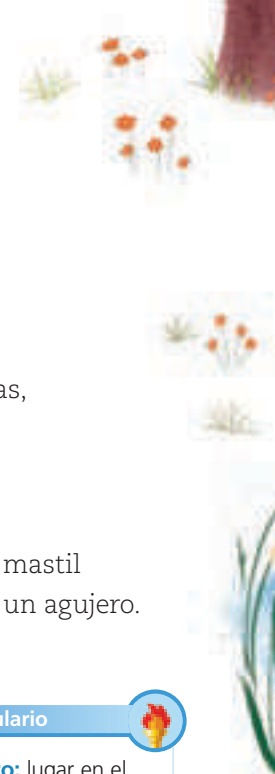 as,
mastil
un agujero.
ulario
o: lugar en el